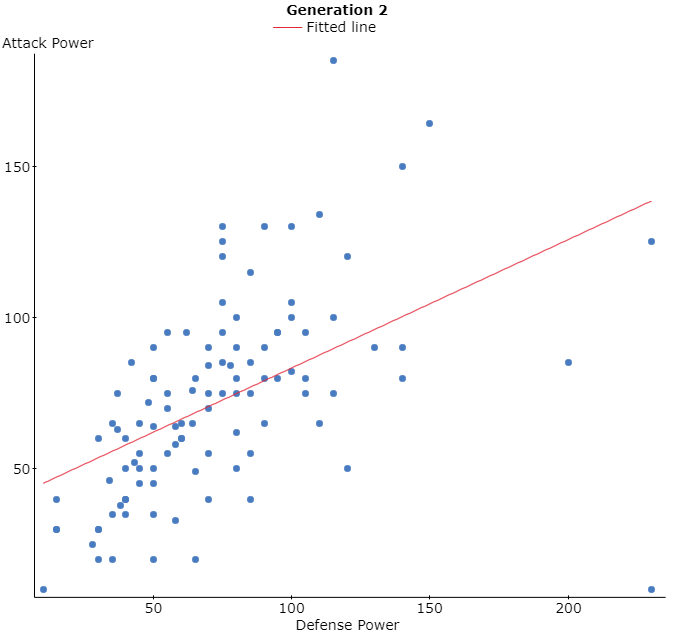 Generation 2
Fitted line
Attack Power
150
100
50
50 100 150 200
Defense Power